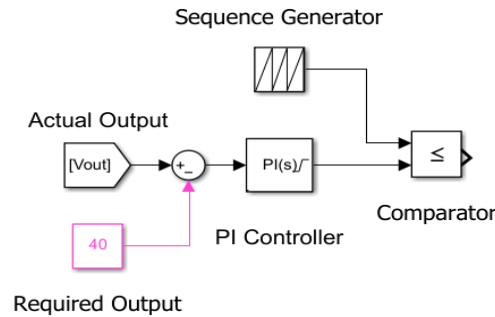 Sequence Generator
Actual Output
[Vout]
+
−
PI(s)
≤
40
Comparator
PI Controller
Required Output